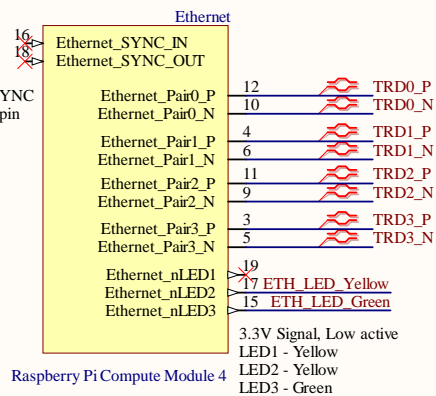 Ethernet
16 Ethernet_SYNC_IN
18 Ethernet_SYNC_OUT
YNC
pin
Ethernet_Pair0_P 12 TRD0_P
Ethernet_Pair0_N 10 TRD0_N
Ethernet_Pair1_P 4 TRD1_P
Ethernet_Pair1_N 6 TRD1_N
Ethernet_Pair2_P 11 TRD2_P
Ethernet_Pair2_N 9 TRD2_N
Ethernet_Pair3_P 3 TRD3_P
Ethernet_Pair3_N 5 TRD3_N
Ethernet_nLED1 19
Ethernet_nLED2 17 ETH_LED_Yellow
Ethernet_nLED3 15 ETH_LED_Green
3.3V Signal, Low active
LED1 - Yellow
LED2 - Yellow
LED3 - Green
Raspberry Pi Compute Module 4